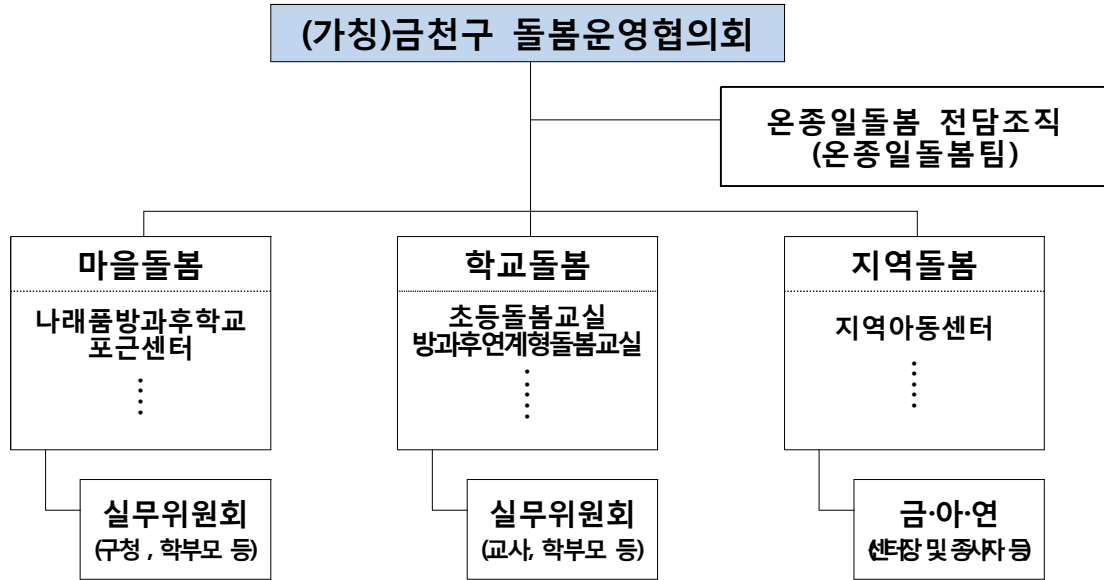 (가칭)금천구 돌봄운영협의회
온종일돌봄 전담조직
(온종일돌봄팀)
마을돌봄
나래품방과후학교
포근센터
⋮
학교돌봄
초등돌봄교실
방과후연계형돌봄교실
⋮
지역돌봄
지역아동센터
⋮
실무위원회
(구청 , 학부모 등)
실무위원회
(교사, 학부모 등)
금·아·연
(센터장 및 종사자 등)